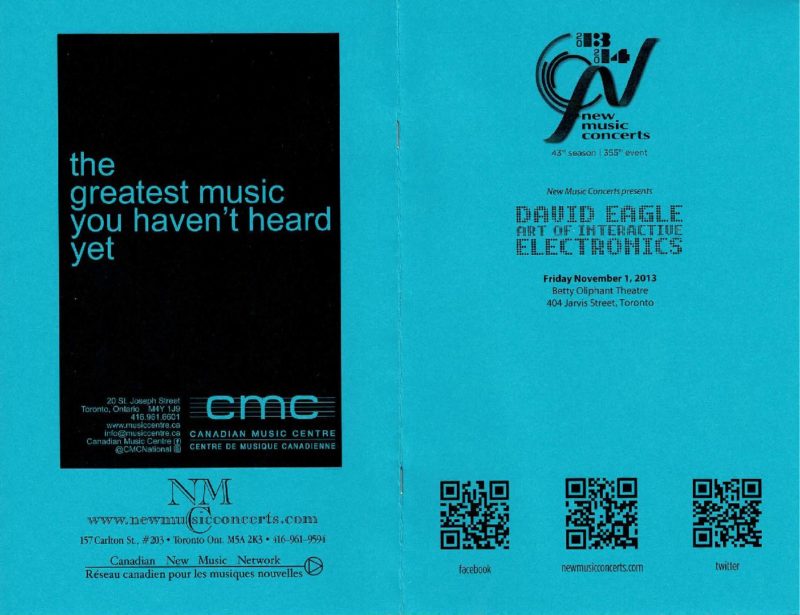 the
greatest music
you haven't heard
yet
20 St. Joseph Street
Toronto, Ontario M4Y 1J9
416.961.6601
www.musiccentre.ca
info@musiccentre.ca
Canadian Music Centre
@CMCNational
cmc
CANADIAN MUSIC CENTRE
CENTRE DE MUSIQUE CANADIENNE
NMC
www.newmusicconcerts.com
157 Carlton St., #203 • Toronto Ont. M5A 2K3 • 416-961-9594
Canadian New Music Network
Réseau canadien pour les musiques nouvelles
2013
2014
new
music
concerts
43rd season | 355th event
New Music Concerts presents
DAVID EAGLE
ART OF INTERACTIVE
ELECTRONICS
Friday November 1, 2013
Betty Oliphant Theatre
404 Jarvis Street, Toronto
facebook
newmusicconcerts.com
twitter